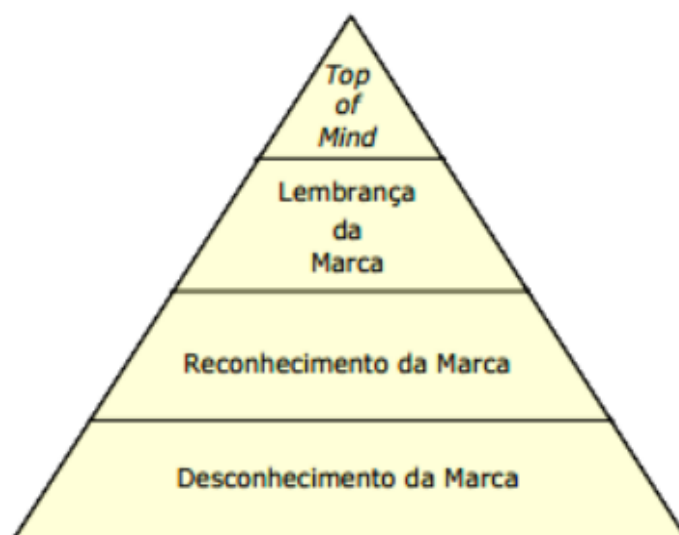 Top
of
Mind
Lembrança
da
Marca
Reconhecimento da Marca
Desconhecimento da Marca